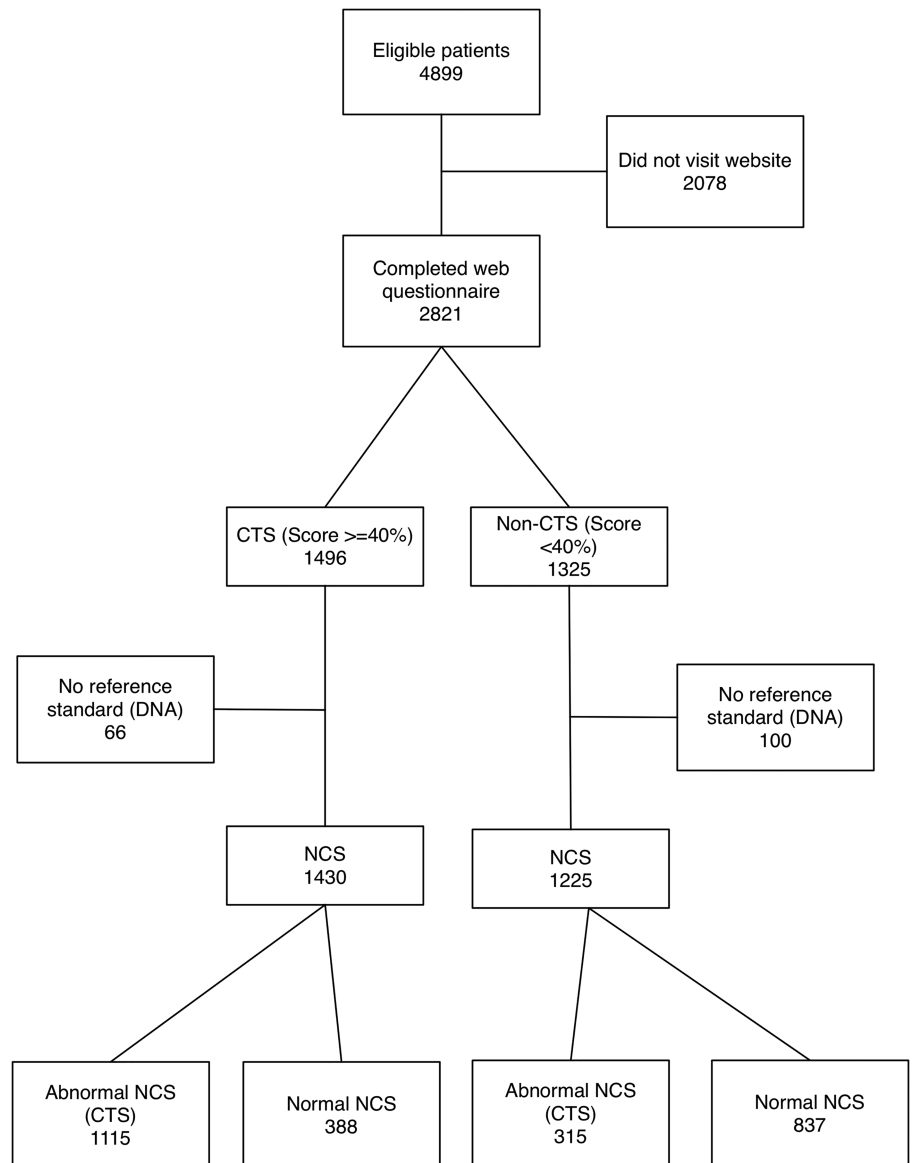 Eligible patients
4899
Did not visit website
2078
Completed web
questionnaire
2821
CTS (Score >=40%)
1496
Non-CTS (Score
<40%)
1325
No reference
standard (DNA)
66
No reference
standard (DNA)
100
NCS
1430
NCS
1225
Abnormal NCS
(CTS)
1115
Normal NCS
388
Abnormal NCS
(CTS)
315
Normal NCS
837